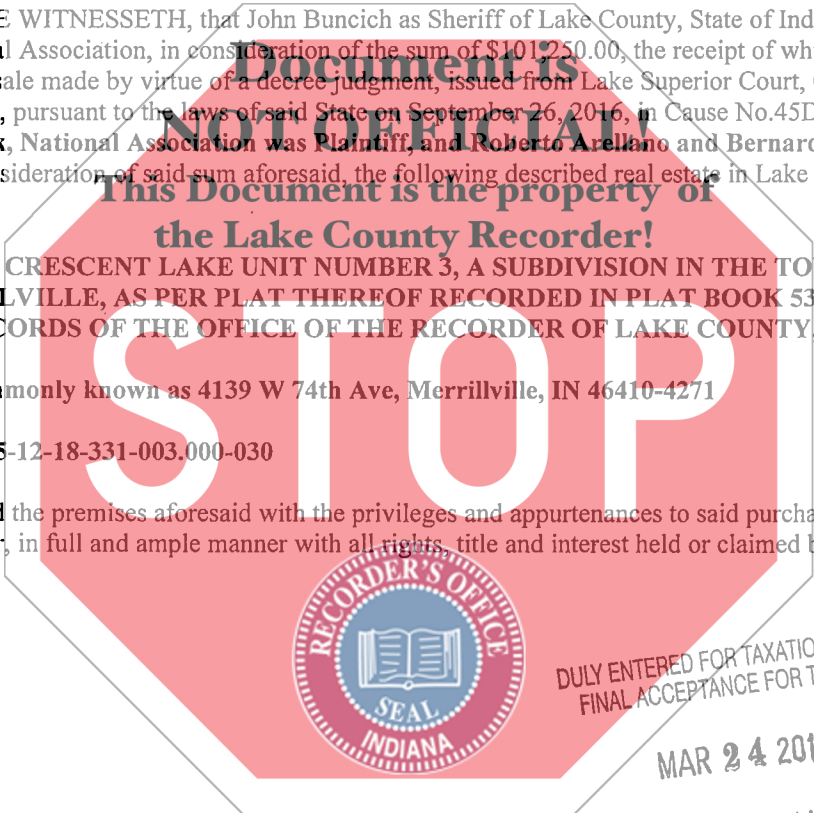 E WITNESSETH, that John Buncich as Sheriff of Lake County, State of Ind
l Association, in consideration of the sum of $101,250.00, the receipt of wh
Document is
sale made by virtue of a decree judgment, issued from Lake Superior Court,
, pursuant to the laws of said State on September 26, 2016, in Cause No.45D
NOT OFFICIAL!
k, National Association was Plaintiff, and Roberto Arellano and Bernard
sideration of said sum aforesaid, the following described real estate in Lake
This Document is the property of
the Lake County Recorder!
CRESCENT LAKE UNIT NUMBER 3, A SUBDIVISION IN THE TO
LVILLE, AS PER PLAT THEREOF RECORDED IN PLAT BOOK 53
CORDS OF THE OFFICE OF THE RECORDER OF LAKE COUNTY,
STOP
monly known as 4139 W 74th Ave, Merrillville, IN 46410-4271
5-12-18-331-003.000-030
d the premises aforesaid with the privileges and appurtenances to said purcha
, in full and ample manner with all rights, title and interest held or claimed b
RECORDER'S OFFICE
SEAL
INDIANA
DULY ENTERED FOR TAXATIO
FINAL ACCEPTANCE FOR T
MAR 24 201